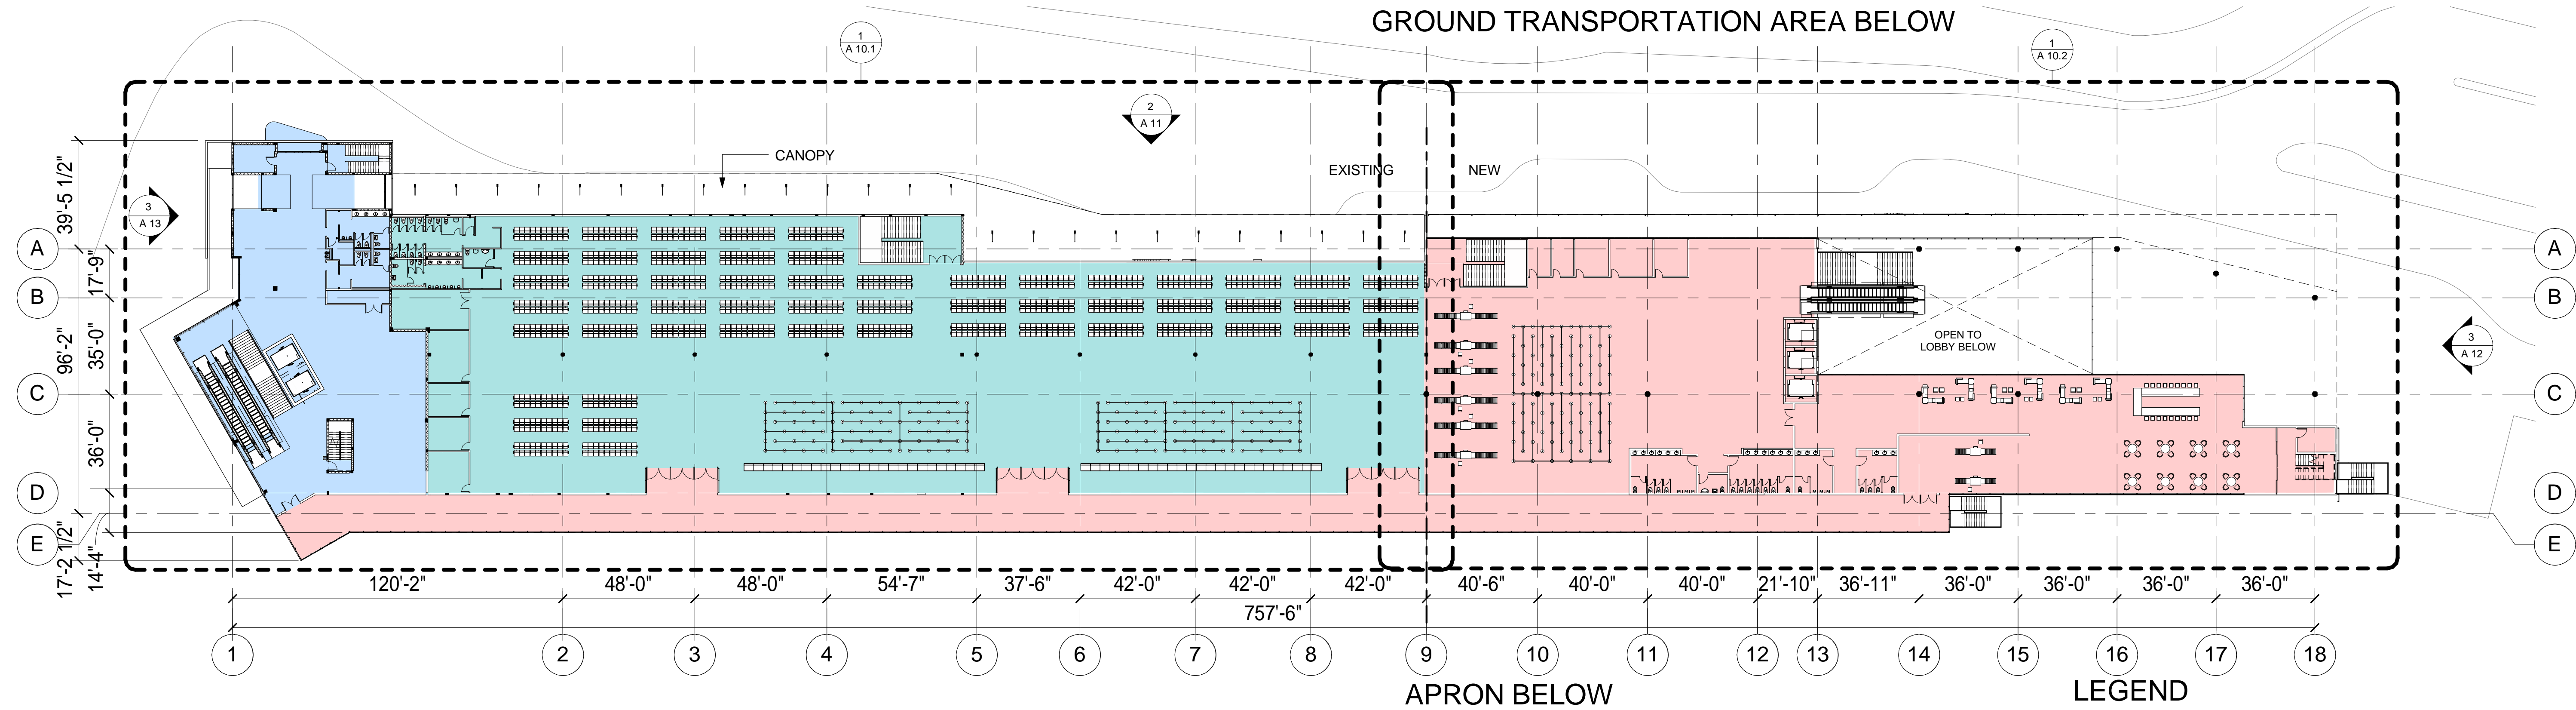 GROUND TRANSPORTATION AREA BELOW
1
A 10.1
1
A 10.2
2
A 11
CANOPY
EXISTING
NEW
3
A 13
3
A 12
OPEN TO
LOBBY BELOW
A
B
C
D
E
A
B
C
D
E
39'-5 1/2"
96'-2"
17'-2 1/2"
17'-9"
35'-0"
36'-0"
14'-4"
120'-2"
48'-0"
48'-0"
54'-7"
37'-6"
42'-0"
42'-0"
42'-0"
40'-6"
40'-0"
40'-0"
21'-10"
36'-11"
36'-0"
36'-0"
36'-0"
36'-0"
757'-6"
1
2
3
4
5
6
7
8
9
10
11
12
13
14
15
16
17
18
APRON BELOW
LEGEND